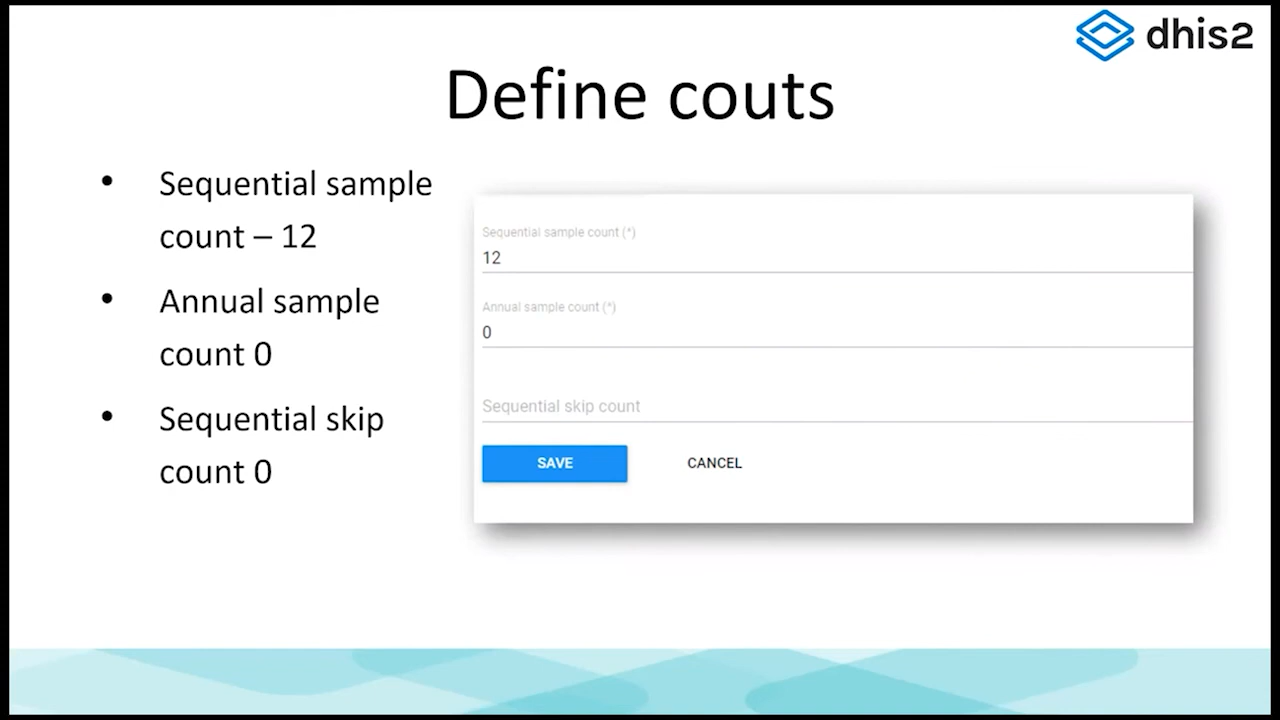 dhis2
Define couts
• Sequential sample
count – 12
• Annual sample
count 0
• Sequential skip
count 0
Sequential sample count (*)
12
Annual sample count (*)
0
Sequential skip count
SAVE CANCEL